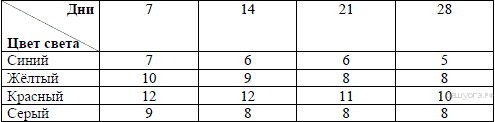 Дни 7 14 21 28
Цвет света
Синий 7 6 6 5
Жёлтый 10 9 8 8
Красный 12 12 11 10
Серый 9 8 8 8